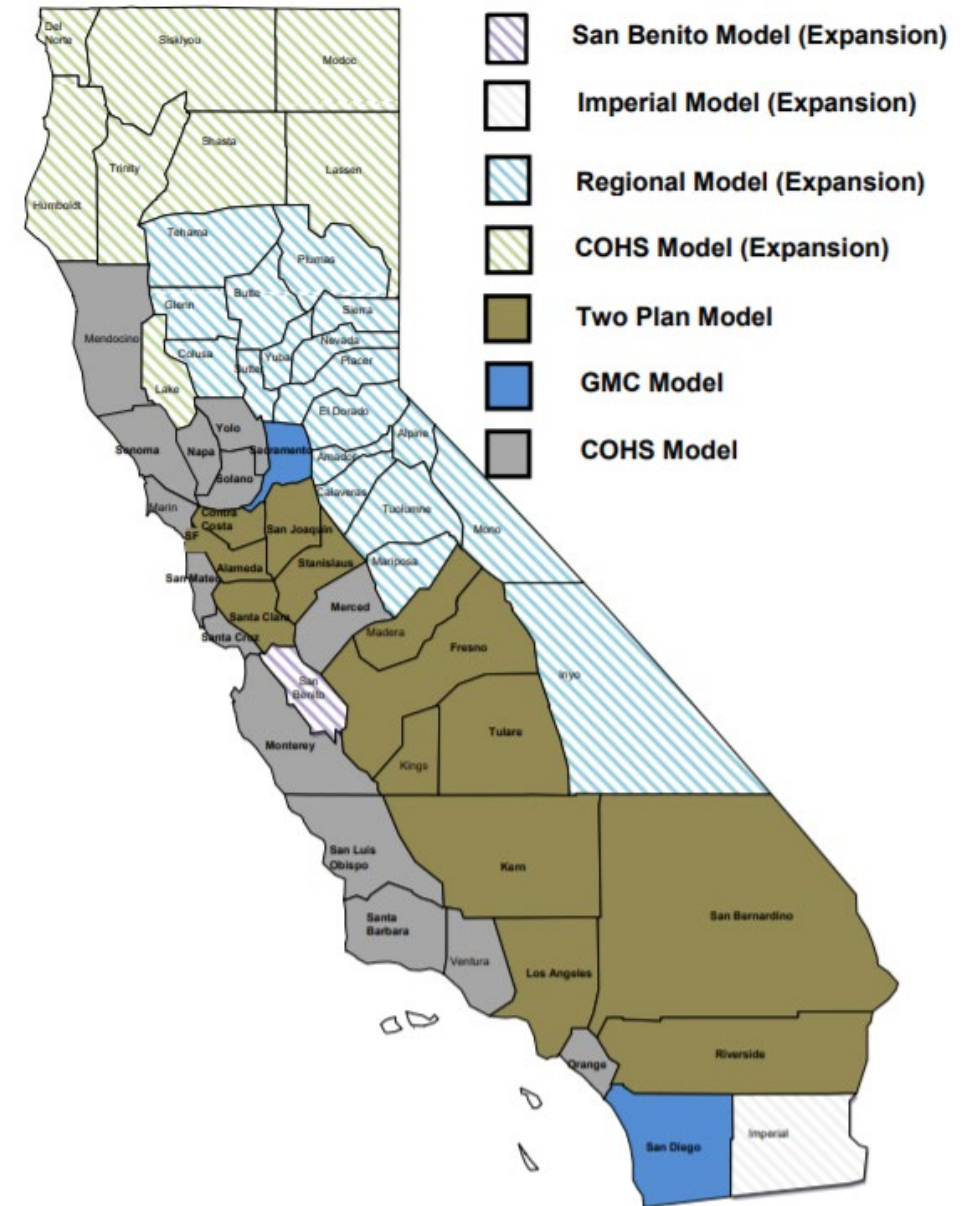 San Benito Model (Expansion)
Imperial Model (Expansion)
Regional Model (Expansion)
COHS Model (Expansion)
Two Plan Model
GMC Model
COHS Model
Del
Norte
Siskiyou
Modoc
Humboldt
Trinity
Shasta
Lassen
Tehama
Plumas
Mendocino
Glenn
Butte
Sierra
Lake
Colusa
Sutter
Yuba
Nevada
Placer
Sonoma
Napa
Yolo
Solano
Sacramento
El Dorado
Alpine
Amador
Calaveras
Tuolumne
Mono
Marin
Contra
Costa
SF
San Joaquin
Alameda
Stanislaus
Mariposa
San Mateo
Santa Clara
Santa Cruz
Merced
Madera
Fresno
San
Benito
Inyo
Monterey
Kings
Tulare
San Luis
Obispo
Kern
San Bernardino
Santa
Barbara
Ventura
Los Angeles
Orange
Riverside
San Diego
Imperial